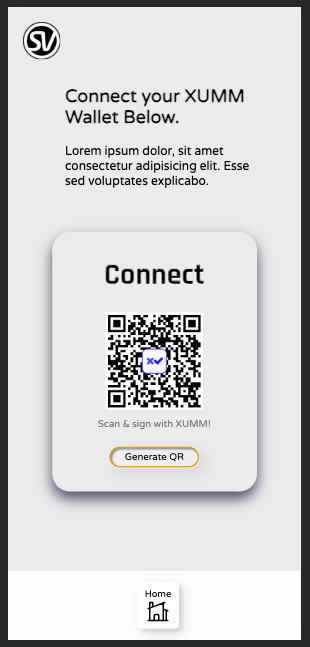 SV
Connect your XUMM
Wallet Below.
Lorem ipsum dolor, sit amet
consectetur adipisicing elit. Esse
sed voluptates explicabo.
Connect
Scan & sign with XUMM!
Generate QR
Home